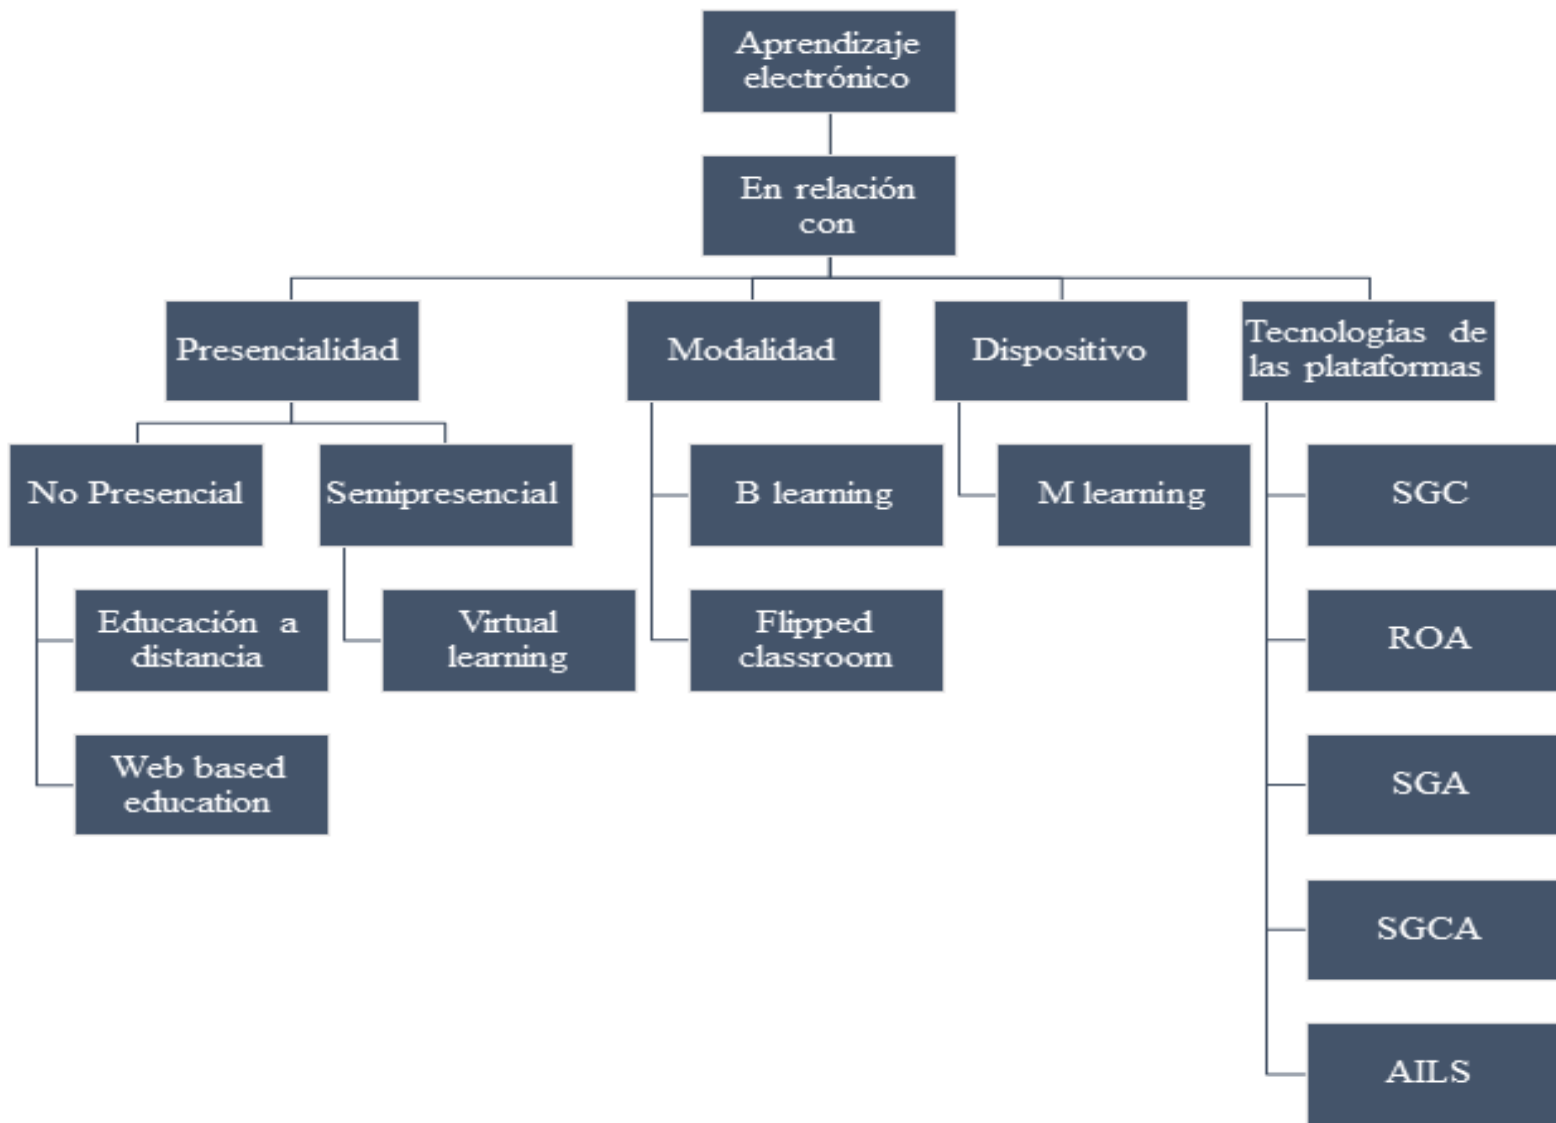 Aprendizaje
electrónico
En relación
con
Presencialidad
Modalidad
Dispositivo
Tecnologías de
las plataformas
No Presencial
Semipresencial
B learning
M learning
SGC
Educación a
distancia
Virtual
learning
Flipped
classroom
ROA
Web based
education
SGA
SGCA
AILS